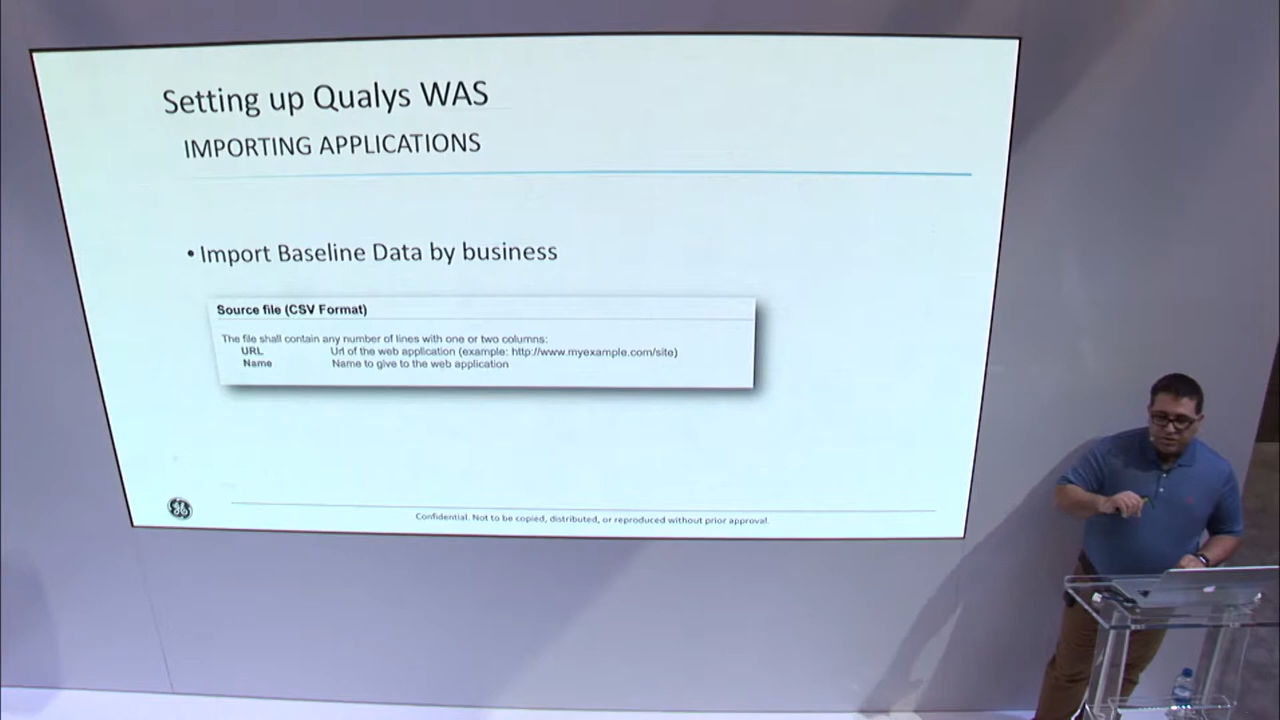 Setting up Qualys WAS
IMPORTING APPLICATIONS
• Import Baseline Data by business
Source file (CSV Format)
The file shall contain any number of lines with one or two columns:
URL Url of the web application (example: http://www.myexample.com/site)
Name Name to give to the web application
Confidential. Not to be copied, distributed, or reproduced without prior approval.